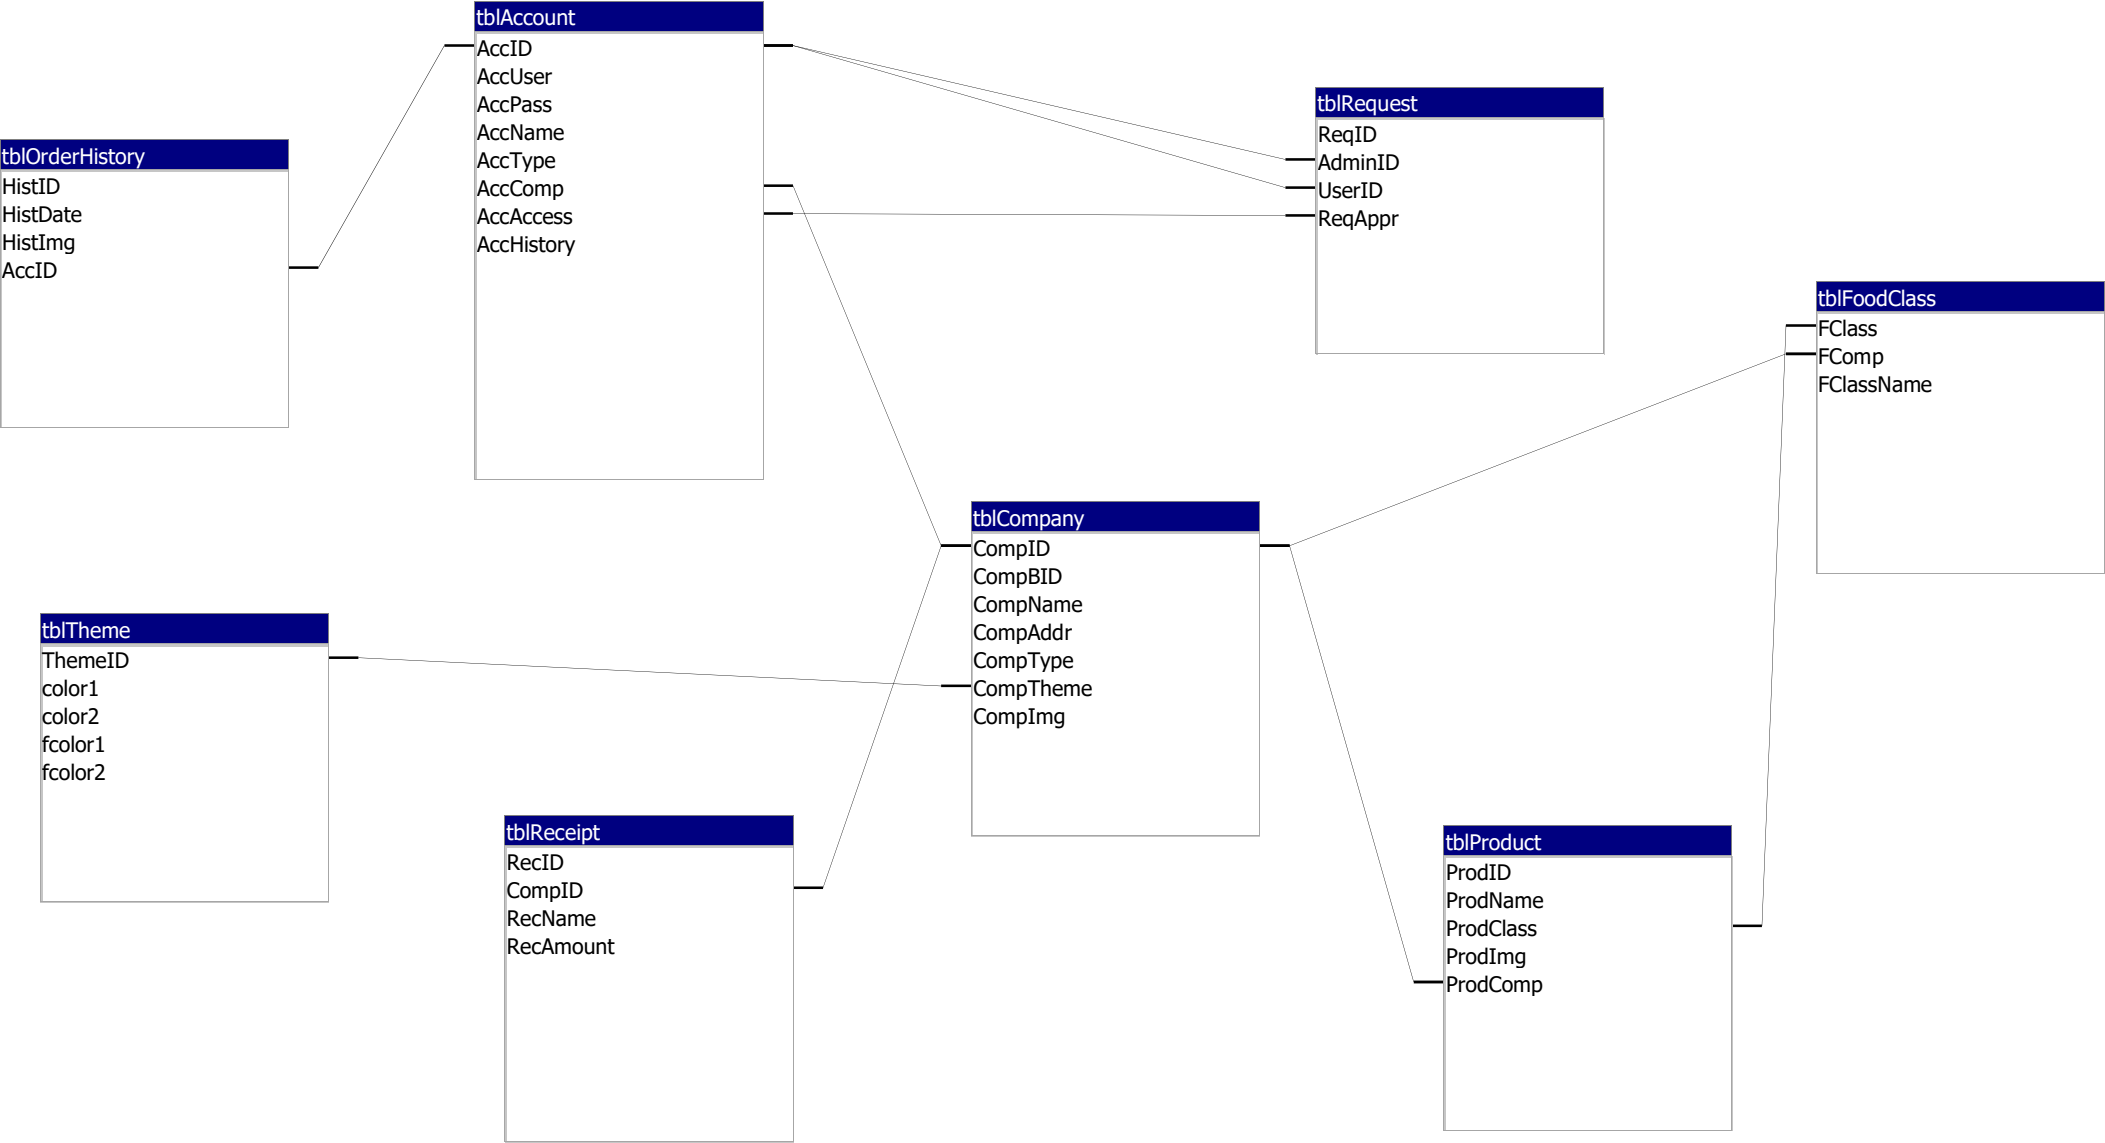 tblAccount
AccID
AccUser
AccPass
AccName
AccType
AccComp
AccAccess
AccHistory
tblRequest
ReqID
AdminID
UserID
ReqAppr
tblOrderHistory
HistID
HistDate
HistImg
AccID
tblFoodClass
FClass
FComp
FClassName
tblCompany
CompID
CompBID
CompName
CompAddr
CompType
CompTheme
CompImg
tblTheme
ThemeID
color1
color2
fcolor1
fcolor2
tblReceipt
RecID
CompID
RecName
RecAmount
tblProduct
ProdID
ProdName
ProdClass
ProdImg
ProdComp